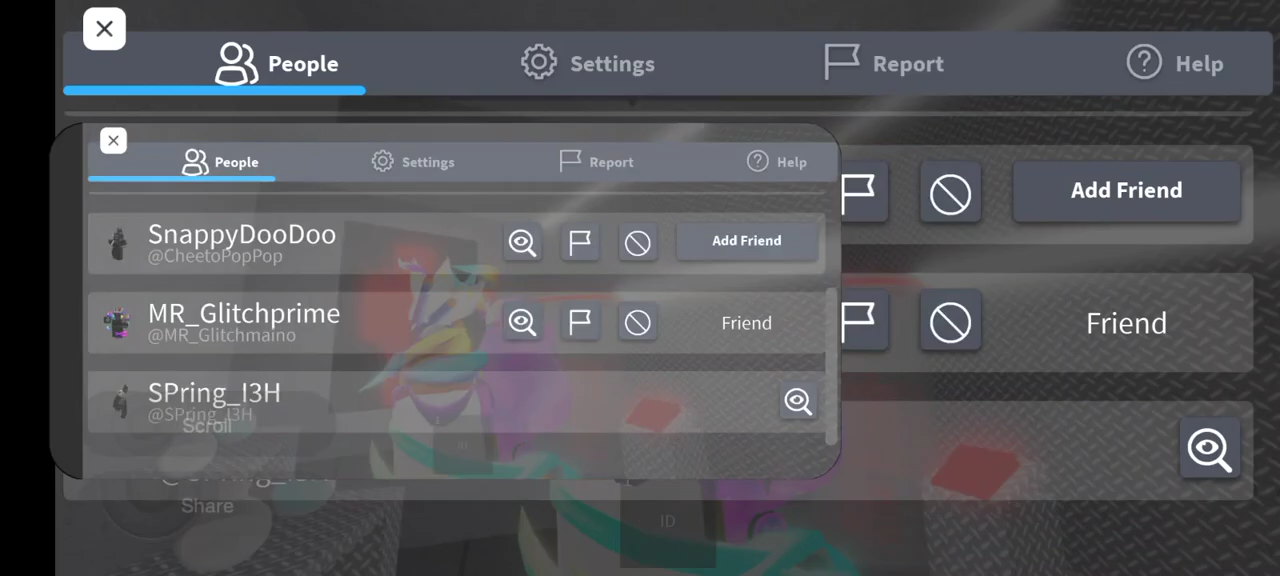 People Settings Report Help
People Settings Report Help
Add Friend
SnappyDooDoo
@CheetoPopPop
Add Friend
MR_Glitchprime
@MR_Glitchmaino
Friend
Friend
SPring_I3H
@SPring_I3H
Scroll
Share
ID